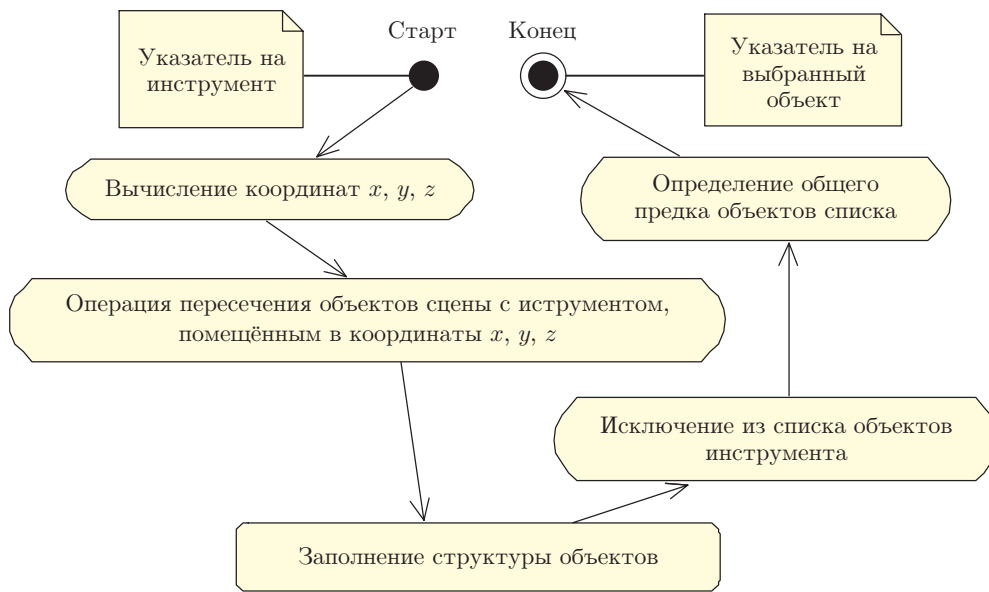 Старт
Конец
Указатель на
инструмент
Указатель на
выбранный
объект
Вычисление координат x, y, z
Определение общего
предка объектов списка
Операция пересечения объектов сцены с иструментом,
помещённым в координаты x, y, z
Исключение из списка объектов
инструмента
Заполнение структуры объектов